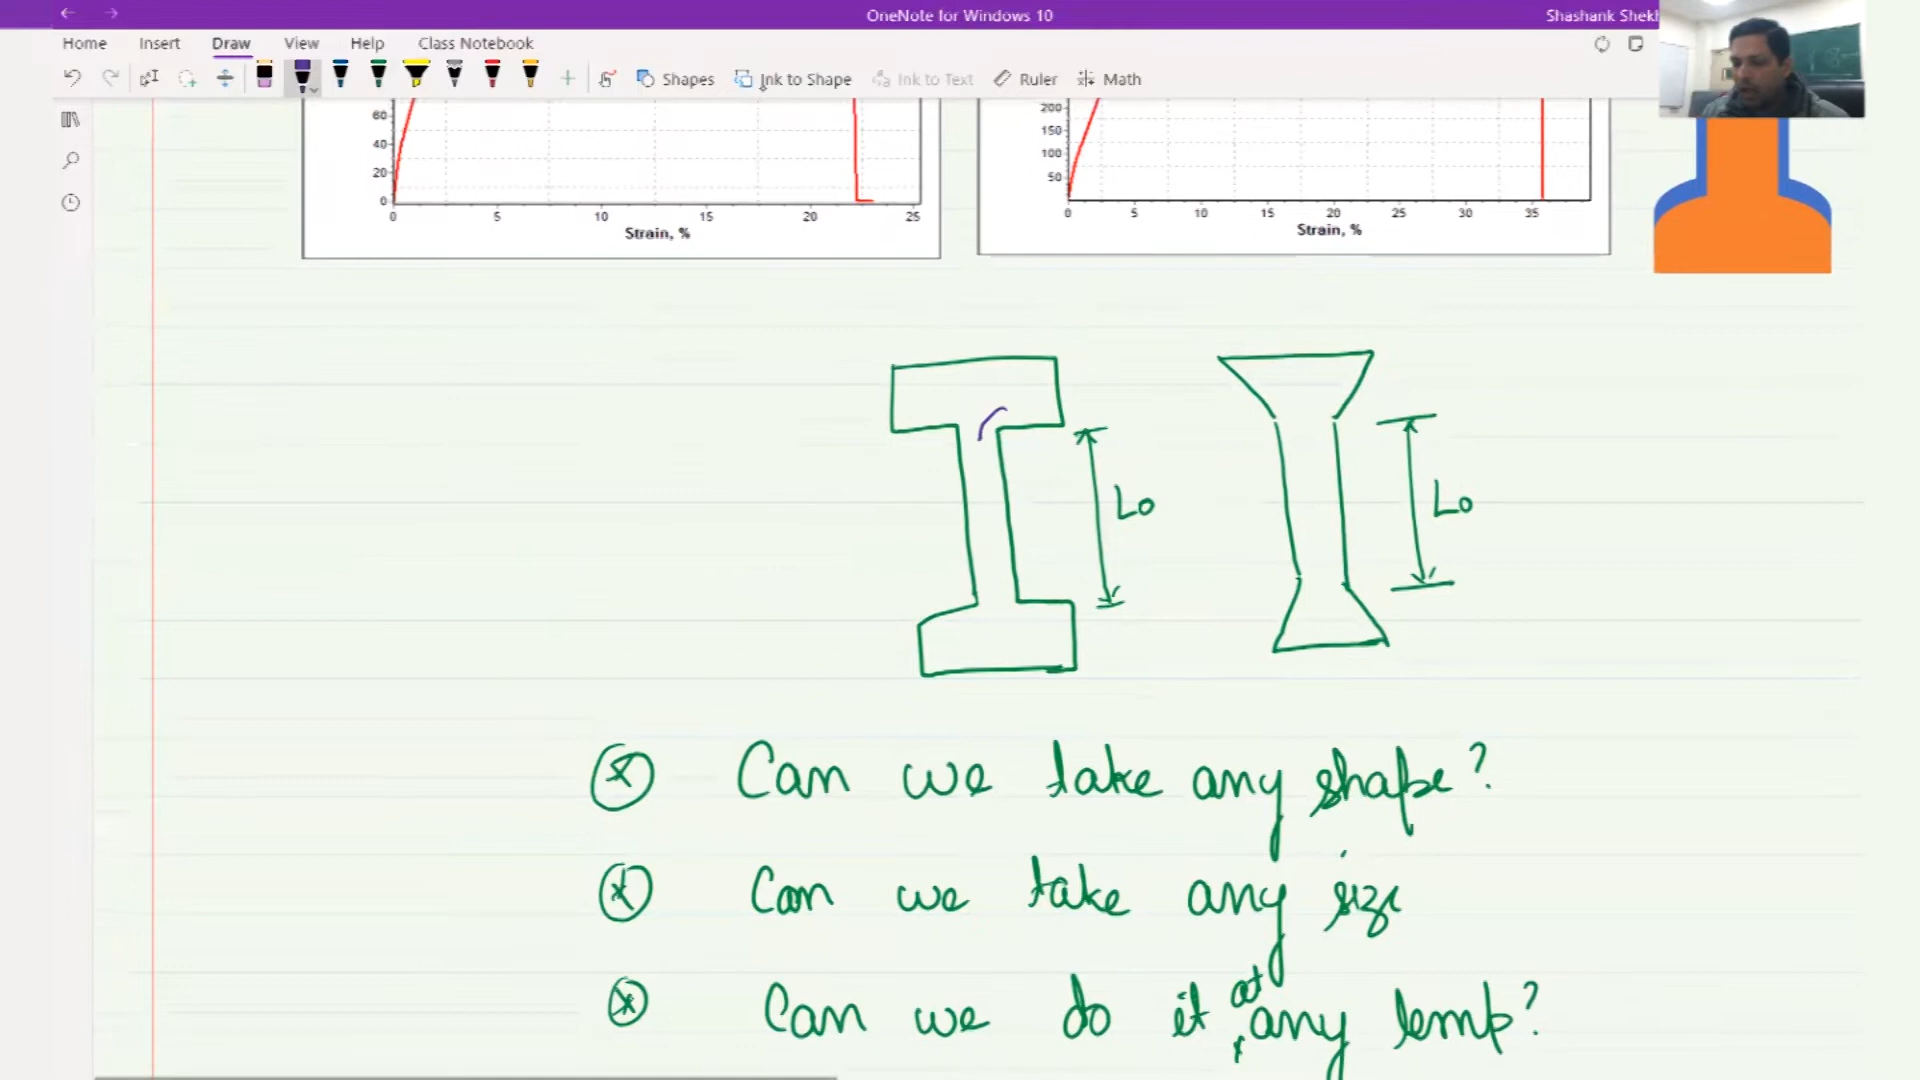 OneNote for Windows 10
Shashank Shekh
Home Insert Draw View Help Class Notebook
Shapes Ink to Shape Ink to Text Ruler Math
60
40
20
0
0 5 10 15 20 25
Strain, %
200
150
100
50
0 5 10 15 20 25 30 35
Strain, %
Lo
Lo
Can we take any shape?
Can we take any size
Can we do it at any temp?